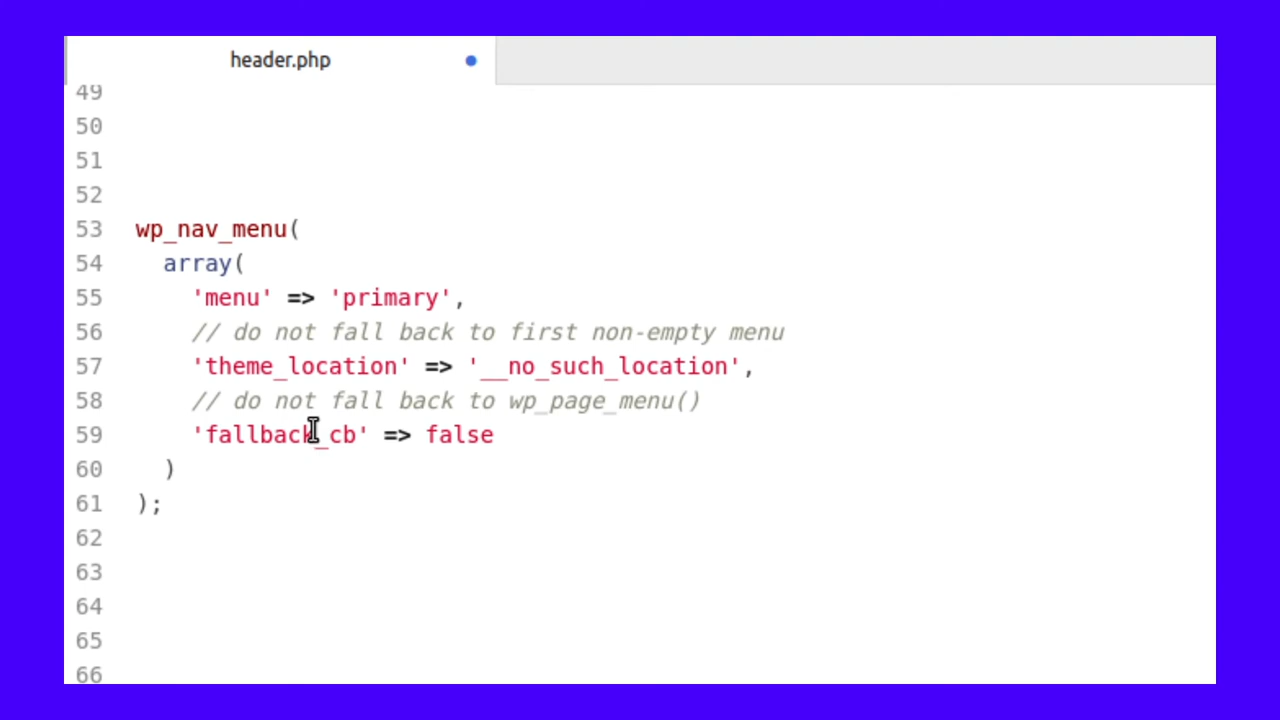 header.php
49
50
51
52
53 wp_nav_menu(
54 array(
55 'menu' => 'primary',
56 // do not fall back to first non-empty menu
57 'theme_location' => '__no_such_location',
58 // do not fall back to wp_page_menu()
59 'fallback_cb' => false
60 )
61 );
62
63
64
65
66